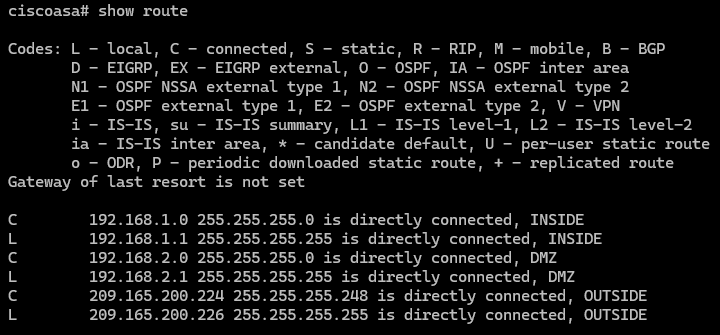 ciscoasa# show route
Codes: L - local, C - connected, S - static, R - RIP, M - mobile, B - BGP
D - EIGRP, EX - EIGRP external, O - OSPF, IA - OSPF inter area
N1 - OSPF NSSA external type 1, N2 - OSPF NSSA external type 2
E1 - OSPF external type 1, E2 - OSPF external type 2, V - VPN
i - IS-IS, su - IS-IS summary, L1 - IS-IS level-1, L2 - IS-IS level-2
ia - IS-IS inter area, * - candidate default, U - per-user static route
o - ODR, P - periodic downloaded static route, + - replicated route
Gateway of last resort is not set
C 192.168.1.0 255.255.255.0 is directly connected, INSIDE
L 192.168.1.1 255.255.255.255 is directly connected, INSIDE
C 192.168.2.0 255.255.255.0 is directly connected, DMZ
L 192.168.2.1 255.255.255.255 is directly connected, DMZ
C 209.165.200.224 255.255.255.248 is directly connected, OUTSIDE
L 209.165.200.226 255.255.255.255 is directly connected, OUTSIDE